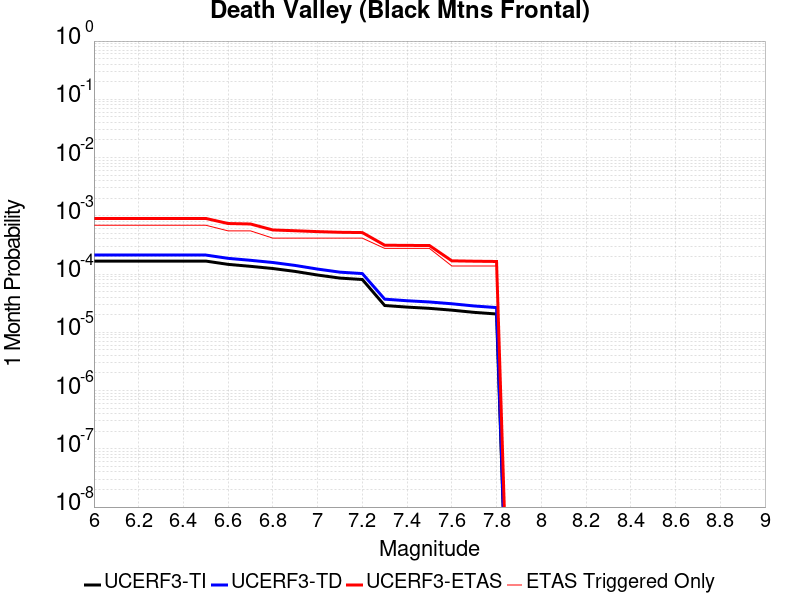 Death Valley (Black Mtns Frontal)
1 Month Probability
10^0
10^-1
10^-2
10^-3
10^-4
10^-5
10^-6
10^-7
10^-8
6 6.2 6.4 6.6 6.8 7 7.2 7.4 7.6 7.8 8 8.2 8.4 8.6 8.8 9
Magnitude
UCERF3-TI UCERF3-TD UCERF3-ETAS ETAS Triggered Only